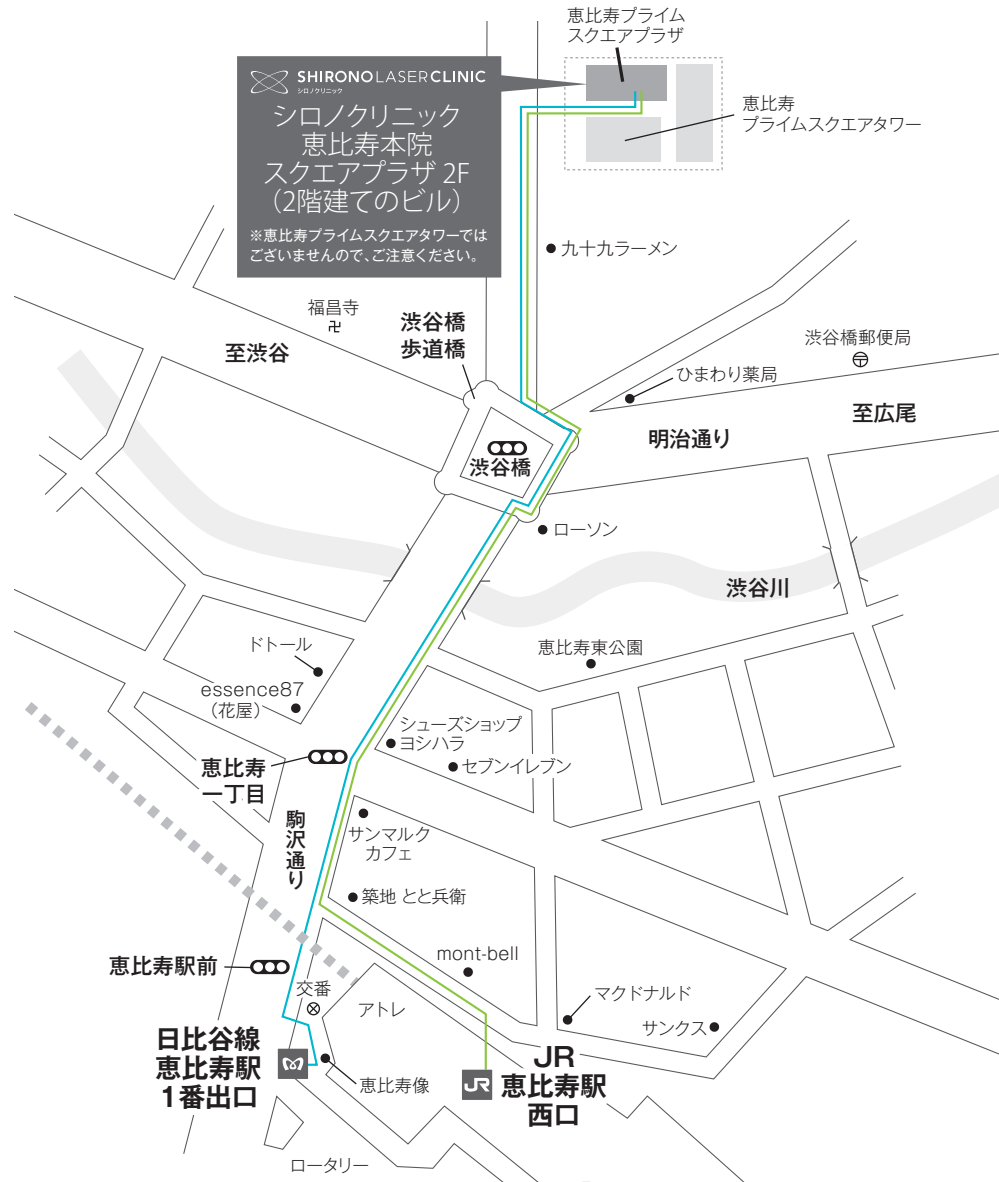 恵比寿プライム
スクエアプラザ
SHIRONO LASER CLINIC
シロノクリニック
シロノクリニック
恵比寿本院
スクエアプラザ 2F
（2階建てのビル）
※恵比寿プライムスクエアタワーでは
ございませんので、ご注意ください。
恵比寿
プライムスクエアタワー
九十九ラーメン
福昌寺
卍
至渋谷
渋谷橋
歩道橋
渋谷橋郵便局
ひまわり薬局
至広尾
明治通り
渋谷橋
ローソン
渋谷川
恵比寿東公園
ドトール
essence87
（花屋）
シューズショップ
ヨシハラ
セブンイレブン
恵比寿
一丁目
駒沢通り
サンマルク
カフェ
築地 とと兵衛
mont-bell
恵比寿駅前
交番
アトレ
マクドナルド
サンクス
日比谷線
恵比寿駅
1番出口
恵比寿像
JR
JR
恵比寿駅
西口
ロータリー